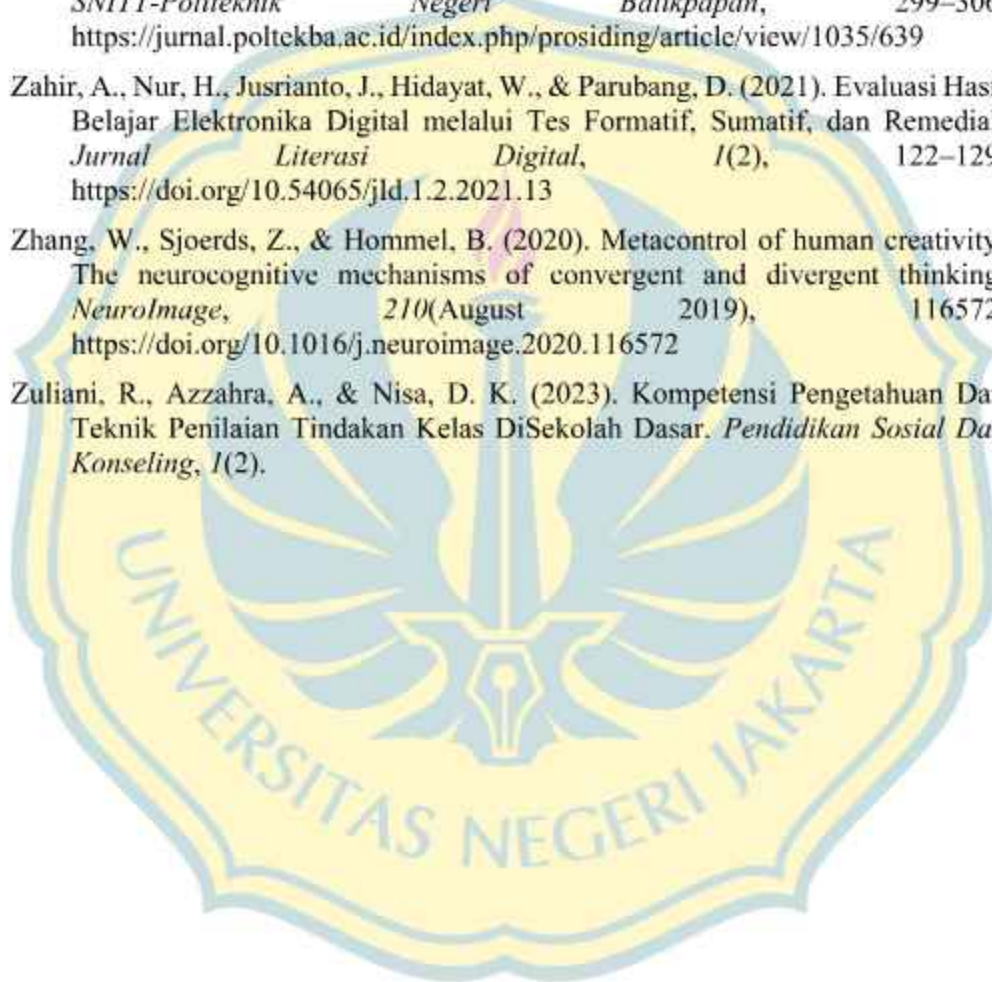 SNITT-Politeknik Negeri Balikpapan, 299–306
https://jurnal.poltekba.ac.id/index.php/prosiding/article/view/1035/639
Zahir, A., Nur, H., Jusrianto, J., Hidayat, W., & Parubang, D. (2021). Evaluasi Hasi
Belajar Elektronika Digital melalui Tes Formatif, Sumatif, dan Remedial
Jurnal Literasi Digital, 1(2), 122–129
https://doi.org/10.54065/jld.1.2.2021.13
Zhang, W., Sjoerds, Z., & Hommel, B. (2020). Metacontrol of human creativity
The neurocognitive mechanisms of convergent and divergent thinking
NeuroImage, 210(August 2019), 116572
https://doi.org/10.1016/j.neuroimage.2020.116572
Zuliani, R., Azzahra, A., & Nisa, D. K. (2023). Kompetensi Pengetahuan Da
Teknik Penilaian Tindakan Kelas DiSekolah Dasar. Pendidikan Sosial Da
Konseling, 1(2).
UNIVERSITAS NEGERI JAKARTA